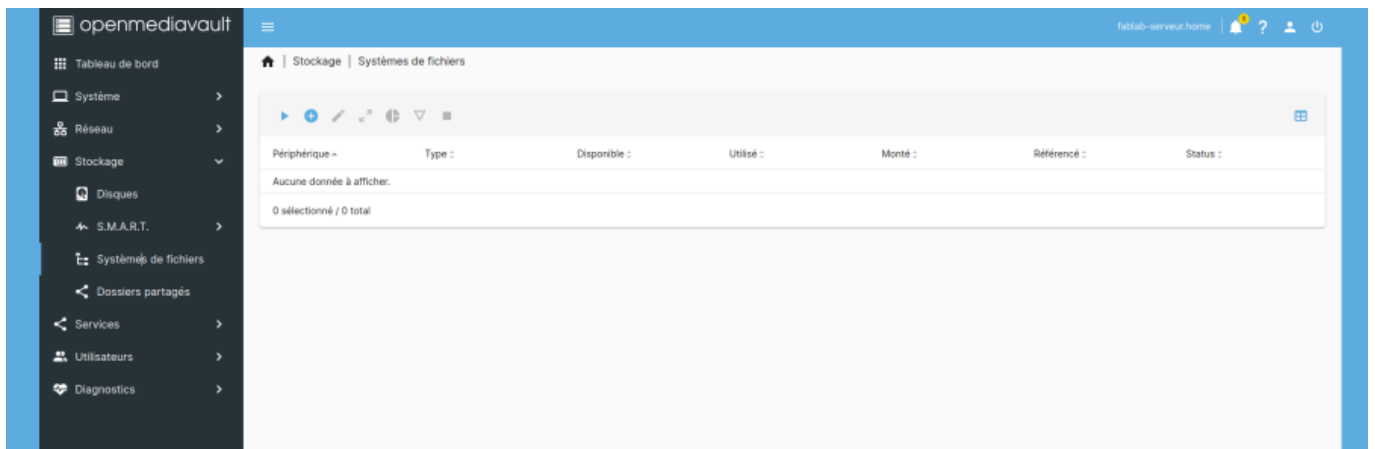 openmediavault
fablab-serveur.home
Tableau de bord
Système
Réseau
Stockage
Disques
S.M.A.R.T.
Systèmes de fichiers
Dossiers partagés
Services
Utilisateurs
Diagnostics
Stockage | Systèmes de fichiers
Périphérique Type Disponible Utilisé Monté Référencé Status
Aucune donnée à afficher.
0 sélectionné / 0 total